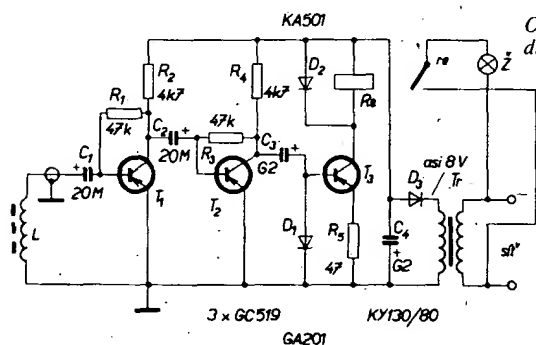 KA501
O
d.
R2
4k7
R4
4k7
D2
Re
re
Ž
R1
47k
C1
20M
C2
20M
47k
R3
C3
G2
T1
T2
T3
asi 8V
D3
Tr
L
D1
R5
47
C4
G2
síť
3 x GC519
KY130/80
GA201